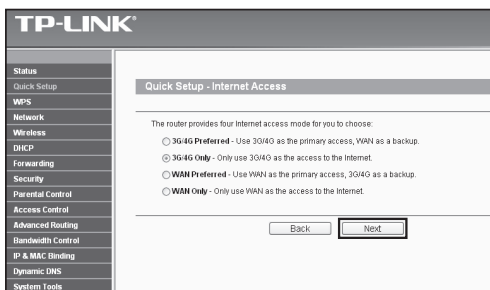 TP-LINK®
Status
Quick Setup
WPS
Network
Wireless
DHCP
Forwarding
Security
Parental Control
Access Control
Advanced Routing
Bandwidth Control
IP & MAC Binding
Dynamic DNS
System Tools
Quick Setup - Internet Access
The router provides four Internet access mode for you to choose:
3G/4G Preferred - Use 3G/4G as the primary access, WAN as a backup.
3G/4G Only - Only use 3G/4G as the access to the Internet.
WAN Preferred - Use WAN as the primary access, 3G/4G as a backup.
WAN Only - Only use WAN as the access to the Internet.
Back Next